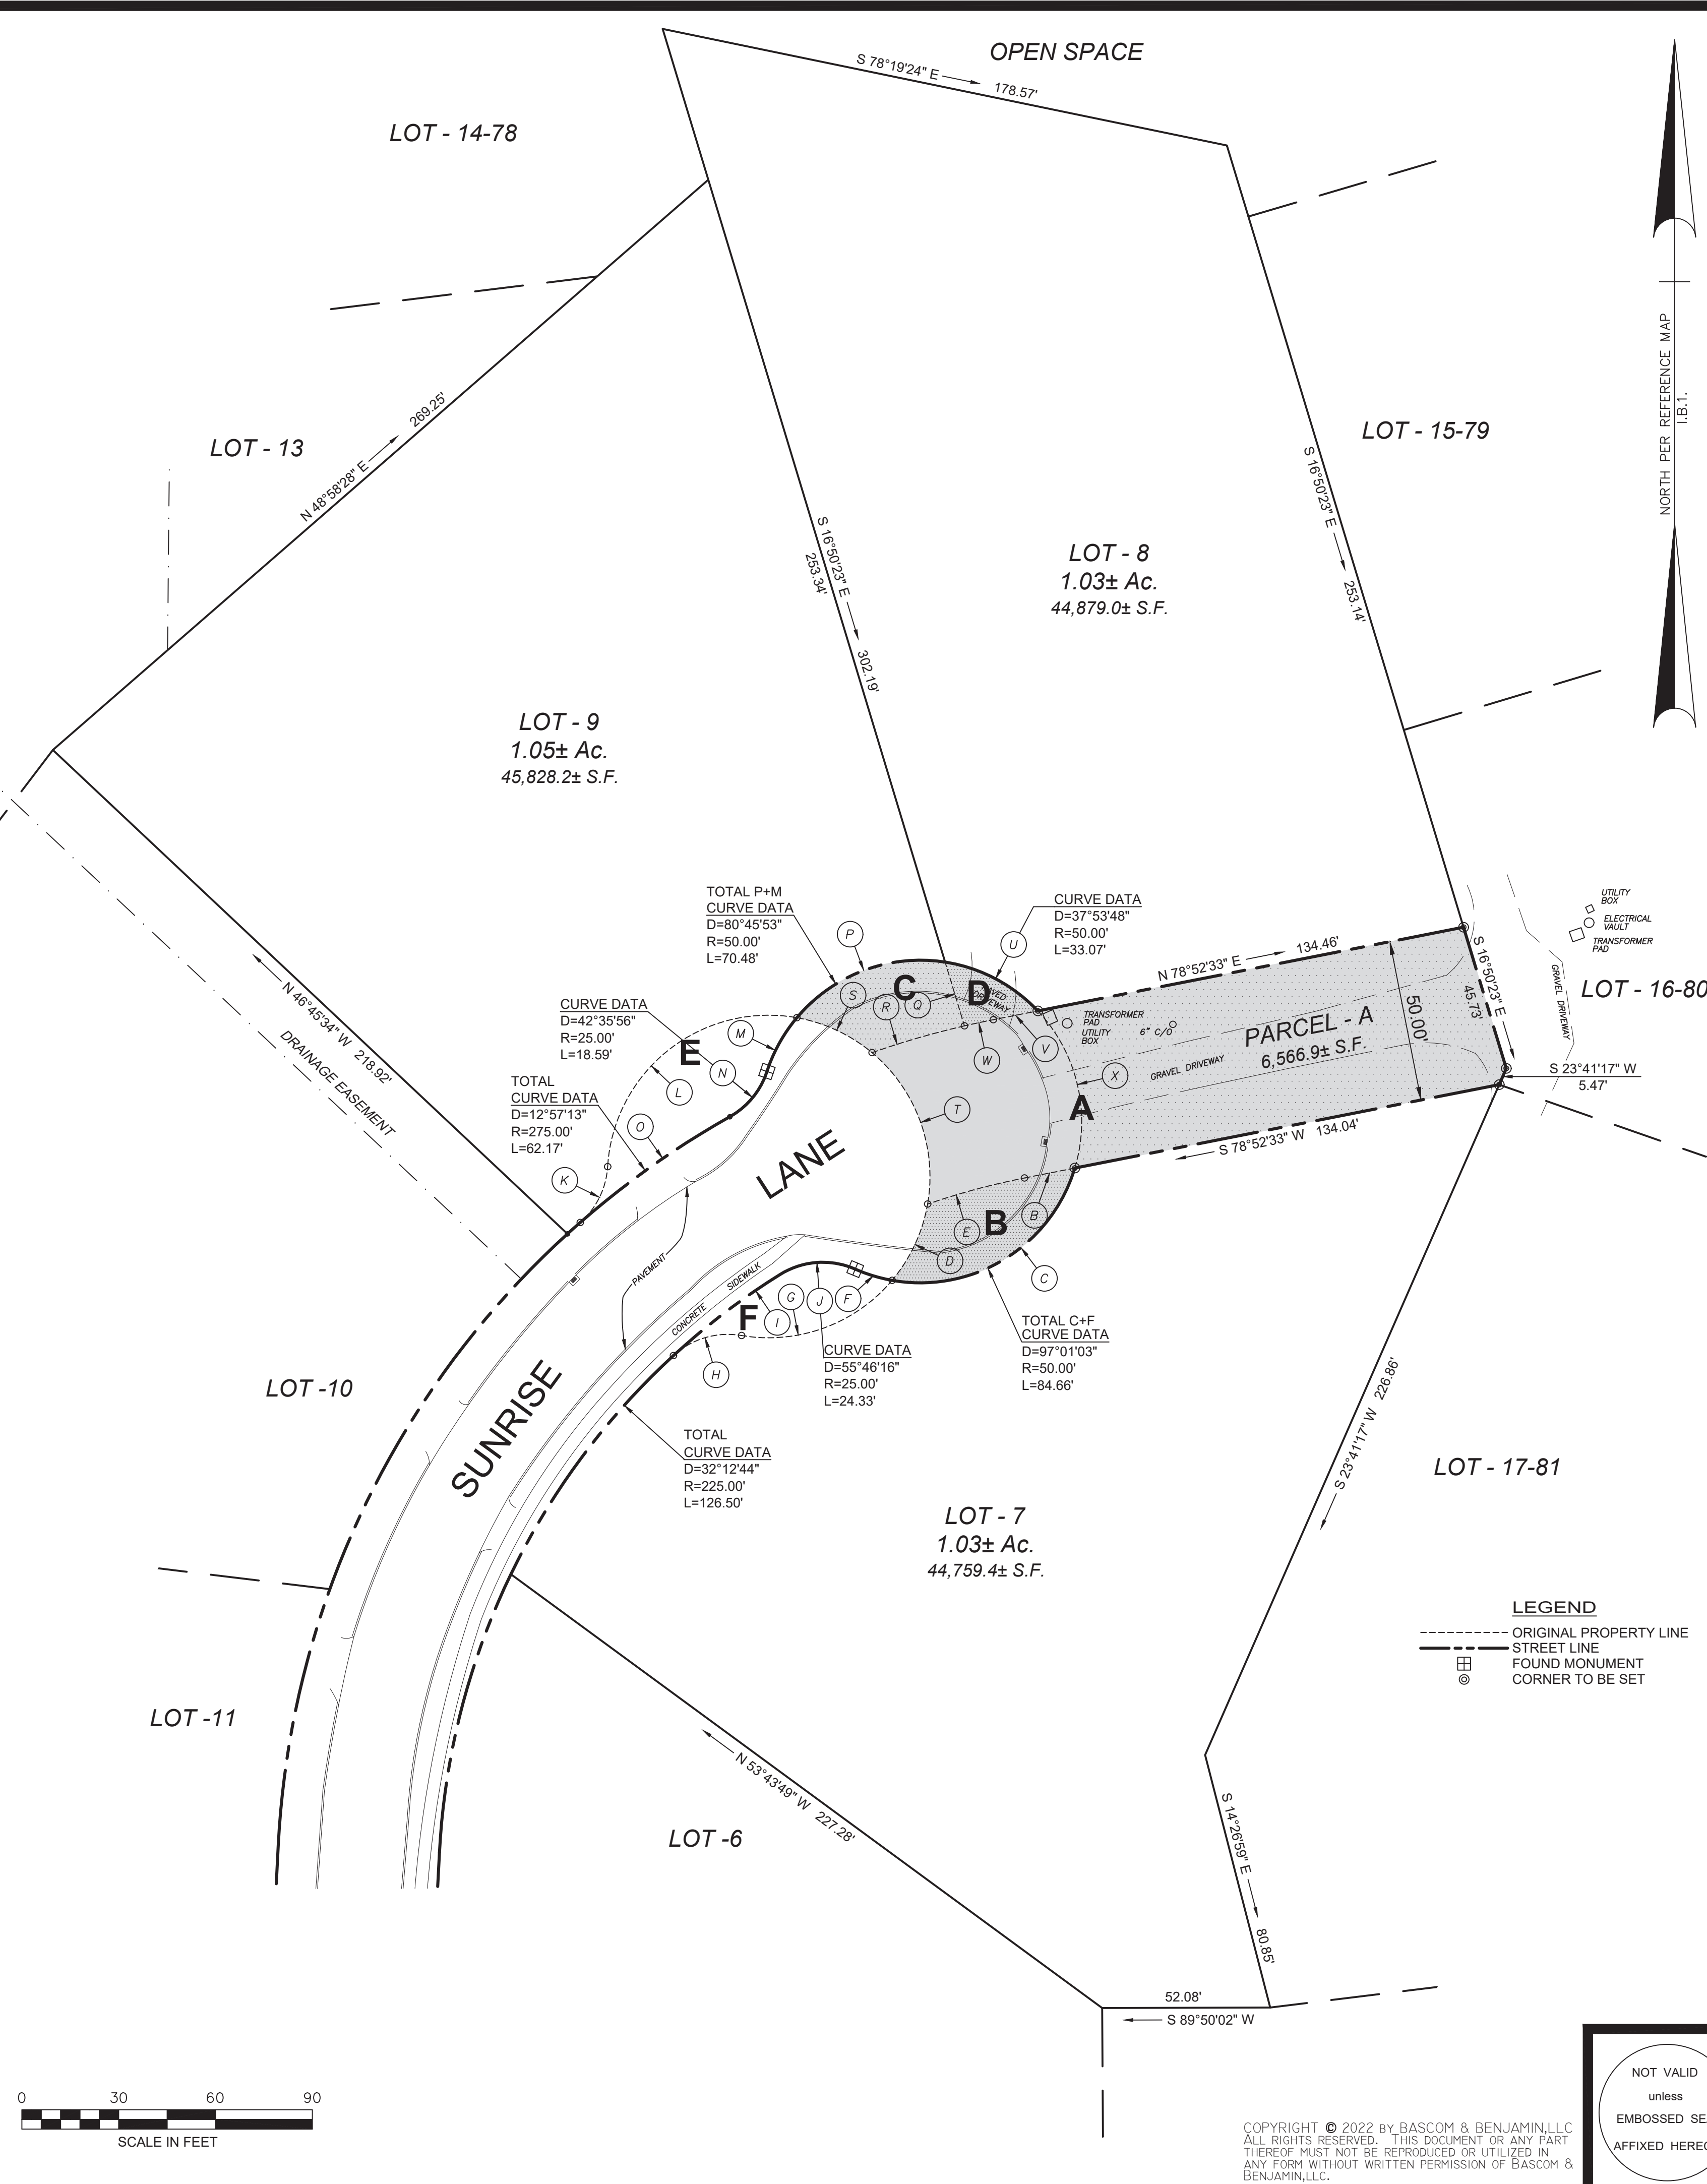 OPEN SPACE
S 78°19'24" E
178.57'
LOT - 14-78
NORTH PER REFERENCE MAP
I.B.1.
269.25'
N 48°58'28" E
LOT - 13
LOT - 15-79
S 16°50'23" E
253.14'
S 16°50'23" E
253.34'
302.19'
LOT - 8
1.03± Ac.
44,879.0± S.F.
LOT - 9
1.05± Ac.
45,828.2± S.F.
TOTAL P+M
CURVE DATA
D=80°45'53"
R=50.00'
L=70.48'
CURVE DATA
D=37°53'48"
R=50.00'
L=33.07'
P
U
UTILITY
BOX
ELECTRICAL
VAULT
TRANSFORMER
PAD
N 78°52'33" E
134.46'
S 16°50'23" E
45.73'
GRAVEL DRIVEWAY
LOT - 16-80
N 46°45'34" W 218.92'
DRAINAGE EASEMENT
CURVE DATA
D=42°35'56"
R=25.00'
L=18.59'
S
C
R
Q
D
PAVED
DRIVEWAY
TRANSFORMER
PAD
UTILITY
BOX
6" C/O
50.00'
PARCEL - A
6,566.9± S.F.
GRAVEL DRIVEWAY
M
E
N
L
W
V
X
A
T
S 23°41'17" W
5.47'
TOTAL
CURVE DATA
D=12°57'13"
R=275.00'
L=62.17'
O
K
S 78°52'33" W 134.04'
LANE
E
B
B
D
C
PAVEMENT
CONCRETE
SIDEWALK
F
G
I
J
F
H
TOTAL C+F
CURVE DATA
D=97°01'03"
R=50.00'
L=84.66'
CURVE DATA
D=55°46'16"
R=25.00'
L=24.33'
S 23°41'17" W 226.86'
LOT -10
SUNRISE
TOTAL
CURVE DATA
D=32°12'44"
R=225.00'
L=126.50'
LOT - 17-81
LOT - 7
1.03± Ac.
44,759.4± S.F.
LEGEND
ORIGINAL PROPERTY LINE
STREET LINE
FOUND MONUMENT
CORNER TO BE SET
LOT -11
N 53°43'49" W 227.28'
LOT -6
S 14°26'59" E
80.85'
52.08'
S 89°50'02" W
0 30 60 90
SCALE IN FEET
NOT VALID
unless
EMBOSSED SE
AFFIXED HEREO
COPYRIGHT © 2022 BY BASCOM & BENJAMIN,LLC
ALL RIGHTS RESERVED. THIS DOCUMENT OR ANY PART
THEREOF MUST NOT BE REPRODUCED OR UTILIZED IN
ANY FORM WITHOUT WRITTEN PERMISSION OF BASCOM &
BENJAMIN,LLC.